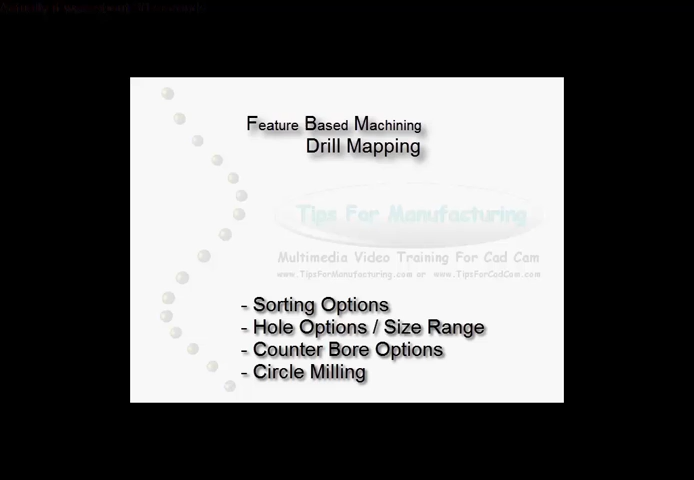 Feature Based Machining
Drill Mapping
Tips For Manufacturing
Multimedia Video Training For Cad Cam
www.TipsForManufacturing.com or www.TipsForCadCam.com
- Sorting Options
- Hole Options / Size Range
- Counter Bore Options
- Circle Milling